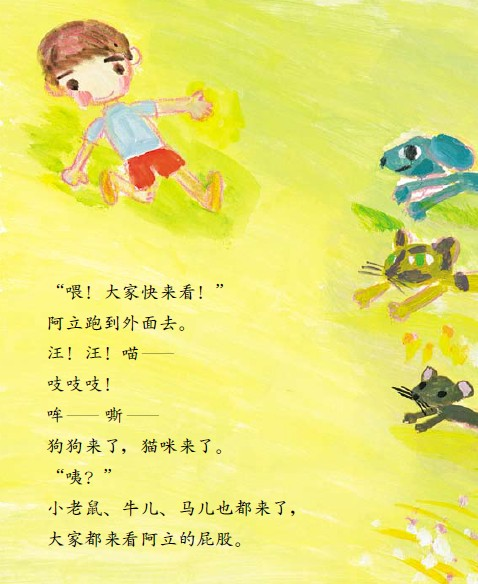 “喂！大家快来看！”
阿立跑到外面去。
汪！汪！喵——
吱吱吱！
哞—— 嘶——
狗狗来了，猫咪来了。
“咦？”
小老鼠、牛儿、马儿也都来了，
大家都来看阿立的屁股。